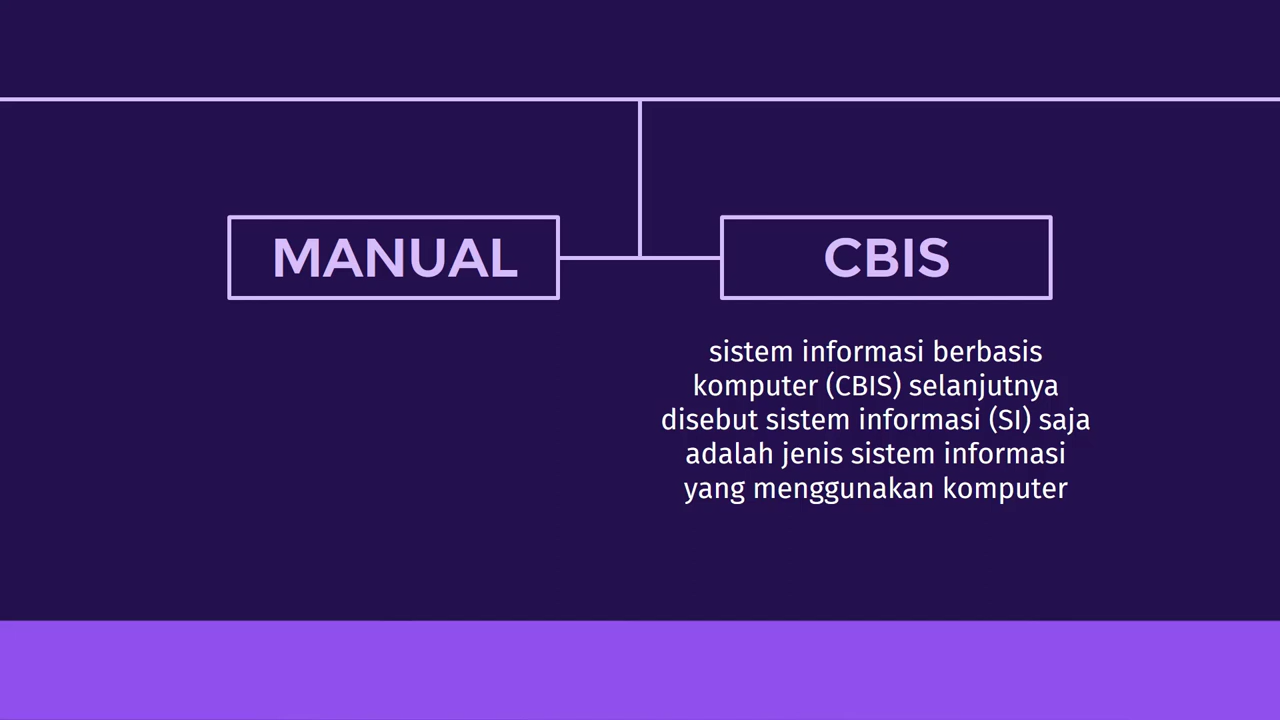 MANUAL
CBIS
sistem informasi berbasis
komputer (CBIS) selanjutnya
disebut sistem informasi (SI) saja
adalah jenis sistem informasi
yang menggunakan komputer